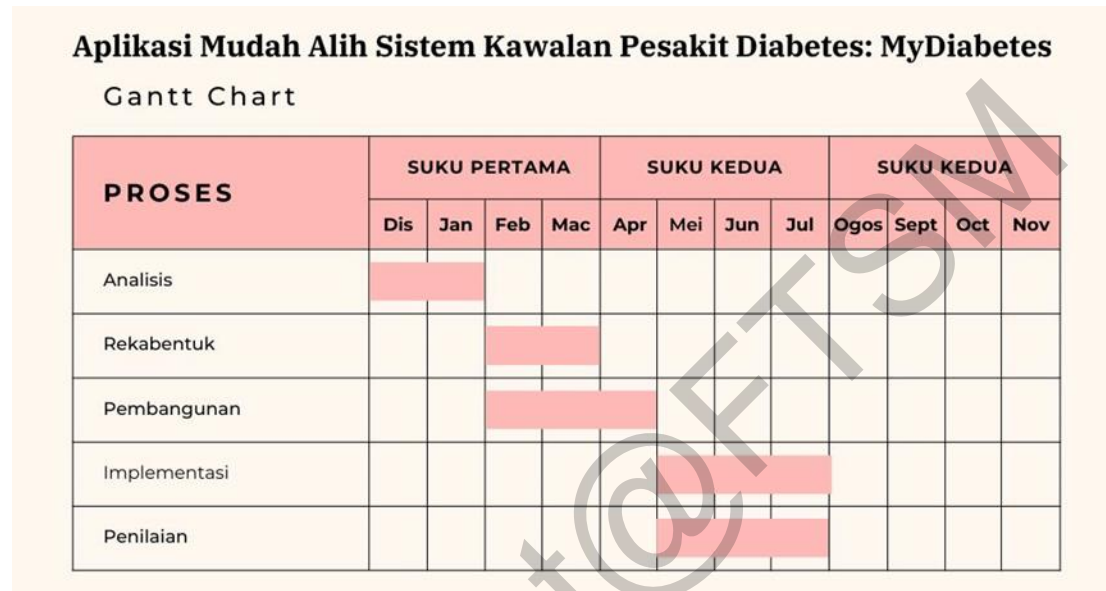 Aplikasi Mudah Alih Sistem Kawalan Pesakit Diabetes: MyDiabetes
Gantt Chart
PROSES
SUKU PERTAMA SUKU KEDUA SUKU KEDUA
Dis Jan Feb Mac Apr Mei Jun Jul Ogos Sept Oct Nov
Analisis
Rekabentuk
Pembangunan
Implementasi
Penilaian
t@FTSM